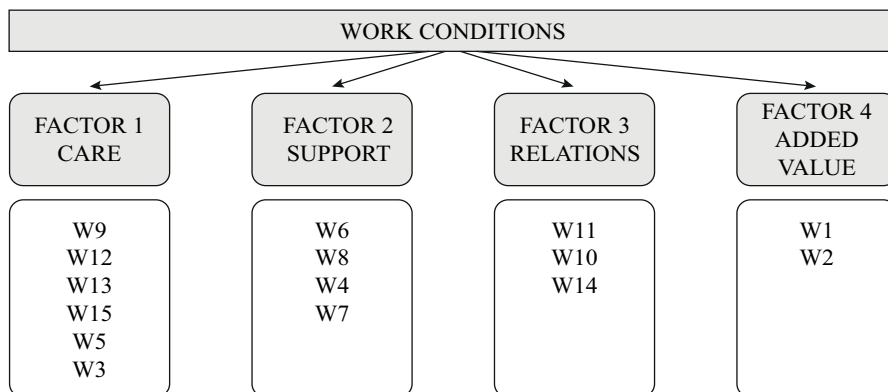 WORK CONDITIONS
FACTOR 1
CARE
FACTOR 2
SUPPORT
FACTOR 3
RELATIONS
FACTOR 4
ADDED
VALUE
W9
W12
W13
W15
W5
W3
W6
W8
W4
W7
W11
W10
W14
W1
W2